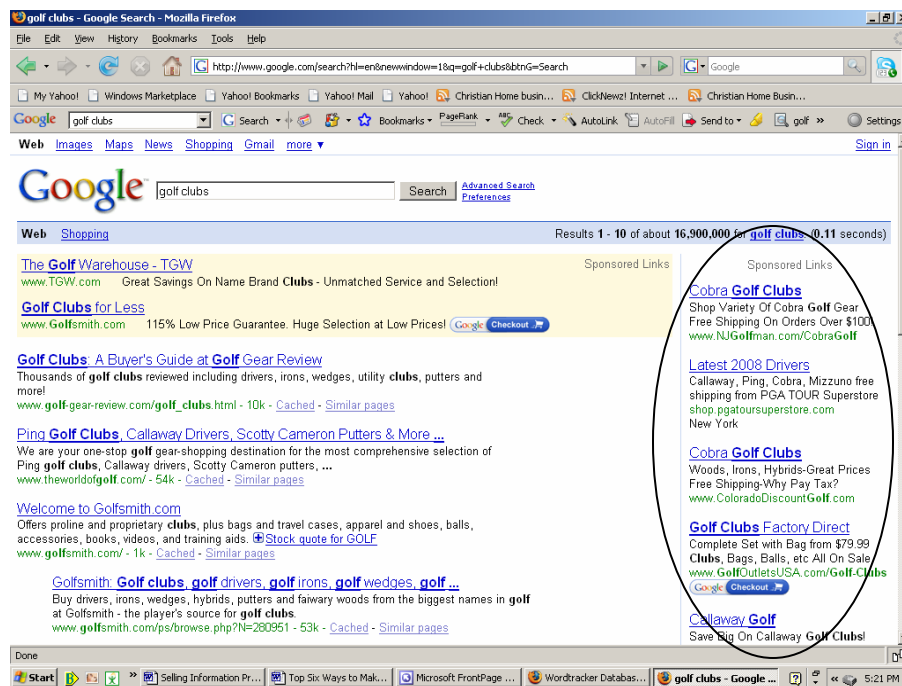 golf clubs - Google Search - Mozilla Firefox
File Edit View History Bookmarks Tools Help
http://www.google.com/search?hl=en&newwindow=1&q=golf+clubs&btnG=Search
Google
My Yahoo! Windows Marketplace Yahoo! Bookmarks Yahoo! Mail Yahoo! Christian Home busin... ClickNewz! Internet ... Christian Home Busin...
Google golf clubs Search Bookmarks PageRank Check AutoLink AutoFill Send to golf » Settings
Web Images Maps News Shopping Gmail more ▼ Sign in
Google golf clubs Search Advanced Search
Preferences
Web Shopping Results 1 - 10 of about 16,900,000 for golf clubs. (0.11 seconds)
The Golf Warehouse - TGW Sponsored Links
www.TGW.com Great Savings On Name Brand Clubs - Unmatched Service and Selection!
Golf Clubs for Less
www.Golfsmith.com 115% Low Price Guarantee. Huge Selection at Low Prices! Google Checkout
Golf Clubs: A Buyer's Guide at Golf Gear Review
Thousands of golf clubs reviewed including drivers, irons, wedges, utility clubs, putters and
more!
www.golf-gear-review.com/golf_clubs.html - 10k - Cached - Similar pages
Ping Golf Clubs, Callaway Drivers, Scotty Cameron Putters & More ...
We are your one-stop golf gear-shopping destination for the most comprehensive selection of
Ping golf clubs, Callaway drivers, Scotty Cameron putters, ...
www.theworldofgolf.com/ - 54k - Cached - Similar pages
Welcome to Golfsmith.com
Offers proline and proprietary clubs, plus bags and travel cases, apparel and shoes, balls,
accessories, books, videos, and training aids. Stock quote for GOLF
www.golfsmith.com/ - 1k - Cached - Similar pages
Golfsmith: Golf clubs, golf drivers, golf irons, golf wedges, golf ...
Buy drivers, irons, wedges, hybrids, putters and faiwary woods from the biggest names in golf
at Golfsmith - the player's source for golf clubs.
www.golfsmith.com/ps/browse.php?N=280951 - 53k - Cached - Similar pages
Sponsored Links
Cobra Golf Clubs
Shop Variety Of Cobra Golf Gear
Free Shipping On Orders Over $100
www.NJGolfman.com/CobraGolf
Latest 2008 Drivers
Callaway, Ping, Cobra, Mizzuno free
shipping from PGA TOUR Superstore
shop.pgatoursuperstore.com
New York
Cobra Golf Clubs
Woods, Irons, Hybrids-Great Prices
Free Shipping-Why Pay Tax?
www.ColoradoDiscountGolf.com
Golf Clubs Factory Direct
Complete Set with Bag from $79.99
Clubs, Bags, Balls, etc All On Sale
www.GolfOutletsUSA.com/Golf-Clubs
Google Checkout
Callaway Golf
Save Big On Callaway Golf Clubs!
Done
Start » Selling Information Pr... Top Six Ways to Mak... Microsoft FrontPage ... Wordtracker Databas... golf clubs - Google ... « 5:21 PM